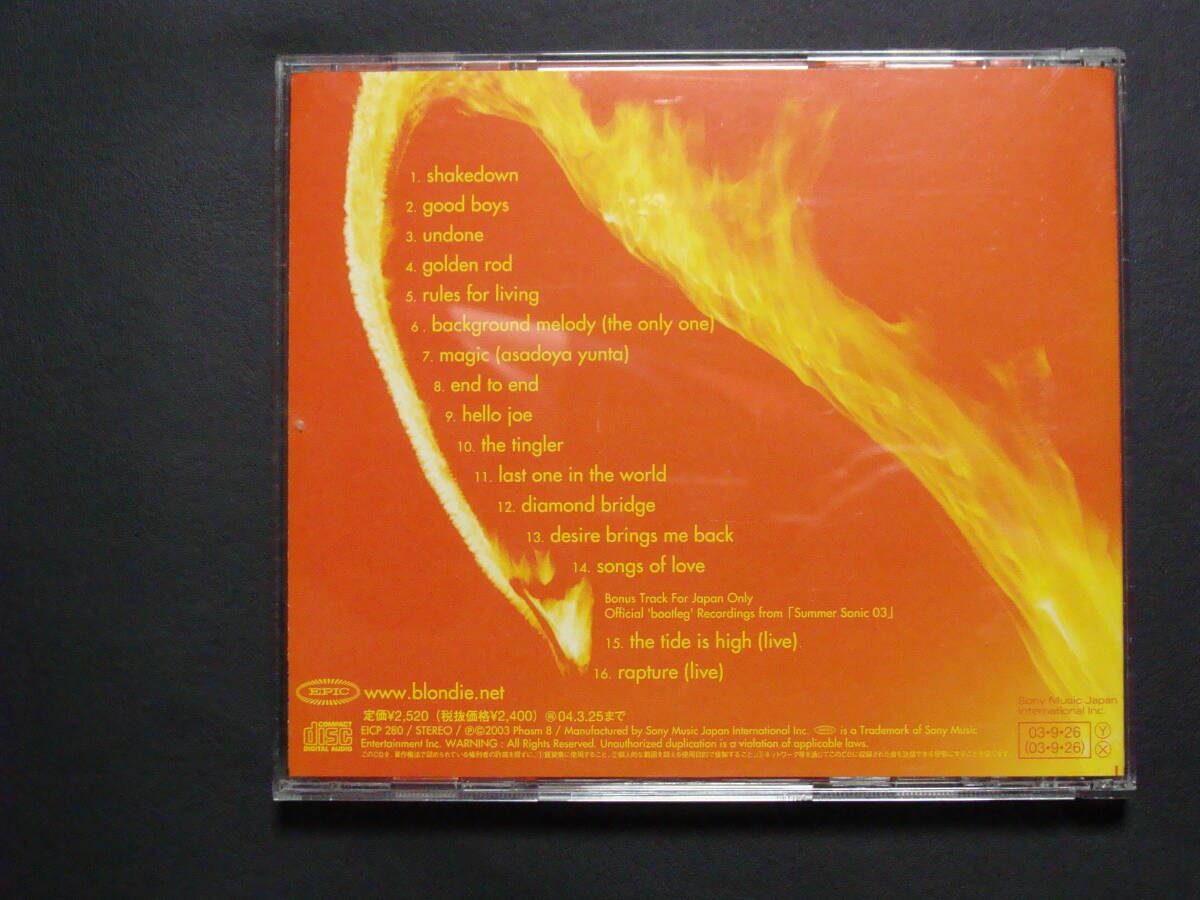 1. shakedown
2. good boys
3. undone
4. golden rod
5. rules for living
6. background melody (the only one)
7. magic (asadoya yunta)
8. end to end
9. hello joe
10. the tingler
11. last one in the world
12. diamond bridge
13. desire brings me back
14. songs of love
Bonus Track For Japan Only
Official 'bootleg' Recordings from「Summer Sonic 03」
15. the tide is high (live)
16. rapture (live)
EPIC www.blondie.net
Sony Music Japan
International Inc.
定価¥2,520（税抜価格¥2,400）㊢04.3.25まで
COMPACT disc DIGITAL AUDIO
EICP 280 / STEREO / ℗©2003 Phasm 8 / Manufactured by Sony Music Japan International Inc. EPIC is a Trademark of Sony Music
Entertainment Inc. WARNING : All Rights Reserved. Unauthorized duplication is a violation of applicable laws.
03・9・26 Ⓨ
(03・9・26) Ⓧ